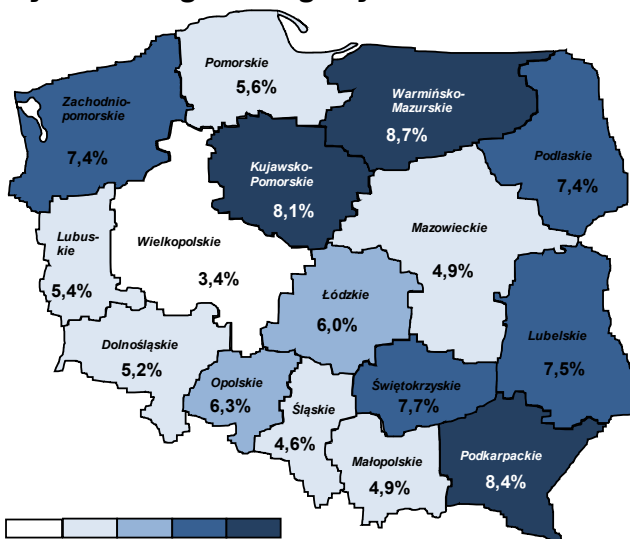 Pomorskie
5,6%
Warmińsko-
Mazurskie
8,7%
Zachodnio-
pomorskie
7,4%
Podlaskie
7,4%
Kujawsko-
Pomorskie
8,1%
Mazowieckie
4,9%
Lubus-
kie
5,4%
Wielkopolskie
3,4%
Łódzkie
6,0%
Lubelskie
7,5%
Dolnośląskie
5,2%
Opolskie
6,3%
Śląskie
4,6%
Świętokrzyskie
7,7%
Małopolskie
4,9%
Podkarpackie
8,4%